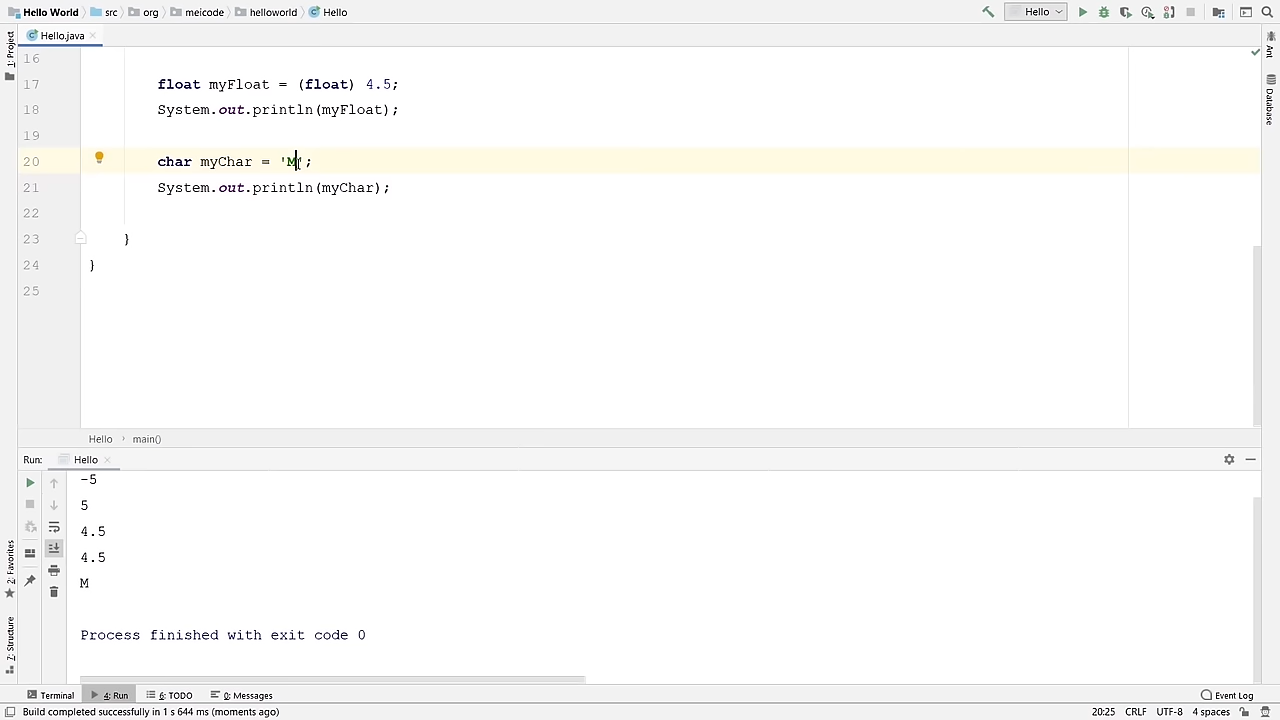 Hello World > src > org > meicode > helloworld > Hello
Hello
Hello.java
1: Project
Ant
Database
16
17 float myFloat = (float) 4.5;
18 System.out.println(myFloat);
19
20 char myChar = 'M';
21 System.out.println(myChar);
22
23 }
24 }
25
Hello > main()
Run: Hello
-5
5
4.5
4.5
M
Process finished with exit code 0
2: Favorites
7: Structure
Terminal 4: Run 6: TODO 0: Messages Event Log
Build completed successfully in 1 s 644 ms (moments ago) 20:25 CRLF UTF-8 4 spaces